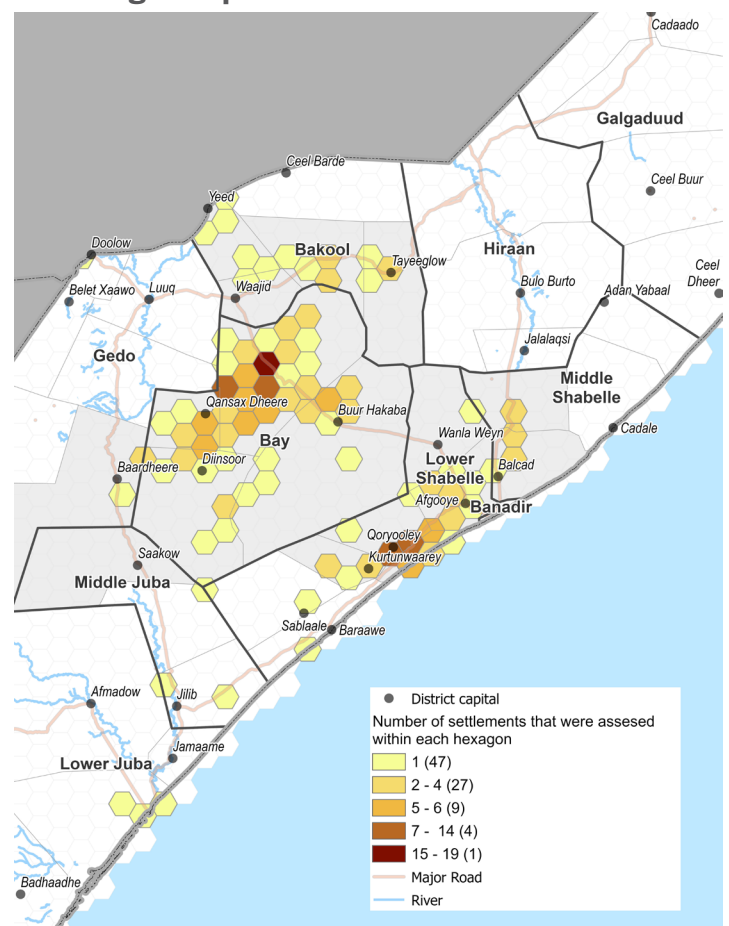 Cadaado
Galgaduud
Ceel Barde
Ceel Buur
Yeed
Doolow
Bakool
Hiraan
Tayeeglow
Ceel
Dheer
Belet Xaawo
Luuq
Waajid
Bulo Burto
Adan Yabaal
Gedo
Jalalaqsi
Middle
Shabelle
Qansax Dheere
Buur Hakaba
Bay
Wanla Weyn
Cadale
Lower
Shabelle
Baardheere
Diinsoor
Balcad
Afgooye
Banadir
Qoryooley
Saakow
Kurtunwaarey
Middle Juba
Sablaale
Baraawe
Afmadow
Jilib
Jamaame
Lower Juba
Badhaadhe
District capital
Number of settlements that were assesed
within each hexagon
1 (47)
2 - 4 (27)
5 - 6 (9)
7 - 14 (4)
15 - 19 (1)
Major Road
River